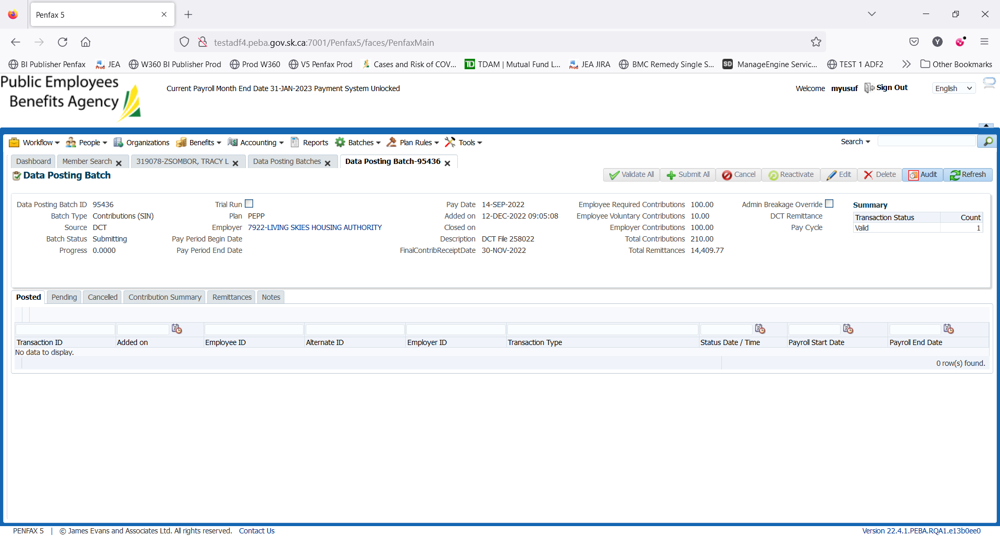 Penfax 5
testadf4.peba.gov.sk.ca:7001/Penfax5/faces/PenfaxMain
Y
BI Publisher Penfax
Prod JEA
W360 BI Publisher Prod
Prod W360
V5 Penfax Prod
Cases and Risk of COV...
TD TDAM | Mutual Fund L...
Prod JEA JIRA
BMC Remedy Single S...
SD ManageEngine Servic...
TEST 1 ADF2
Other Bookmarks
Public Employees
Benefits Agency
Current Payroll Month End Date 31-JAN-2023 Payment System Unlocked
Welcome myusuf Sign Out English
Workflow People Organizations Benefits Accounting Reports Batches Plan Rules Tools Search
Dashboard Member Search 319078-ZSOMBOR, TRACY L Data Posting Batches Data Posting Batch-95436
Data Posting Batch
Validate All Submit All Cancel Reactivate Edit Delete Audit Refresh
Data Posting Batch ID 95436
Batch Type Contributions (SIN)
Source DCT
Batch Status Submitting
Progress 0.0000
Trial Run
Plan PEPP
Employer 7922-LIVING SKIES HOUSING AUTHORITY
Pay Period Begin Date
Pay Period End Date
Pay Date 14-SEP-2022
Added on 12-DEC-2022 09:05:08
Closed on
Description DCT File 258022
FinalContribReceiptDate 30-NOV-2022
Employee Required Contributions 100.00
Employee Voluntary Contributions 10.00
Employer Contributions 100.00
Total Contributions 210.00
Total Remittances 14,409.77
Admin Breakage Override
DCT Remittance
Pay Cycle
Summary
Transaction Status Count
Valid 1
Posted Pending Cancelled Contribution Summary Remittances Notes
Transaction ID Added on Employee ID Alternate ID Employer ID Transaction Type Status Date / Time Payroll Start Date Payroll End Date
No data to display.
0 row(s) found.
PENFAX 5 | © James Evans and Associates Ltd. All rights reserved. Contact Us
Version 22.4.1.PEBA.RQA1.e13b0ee0